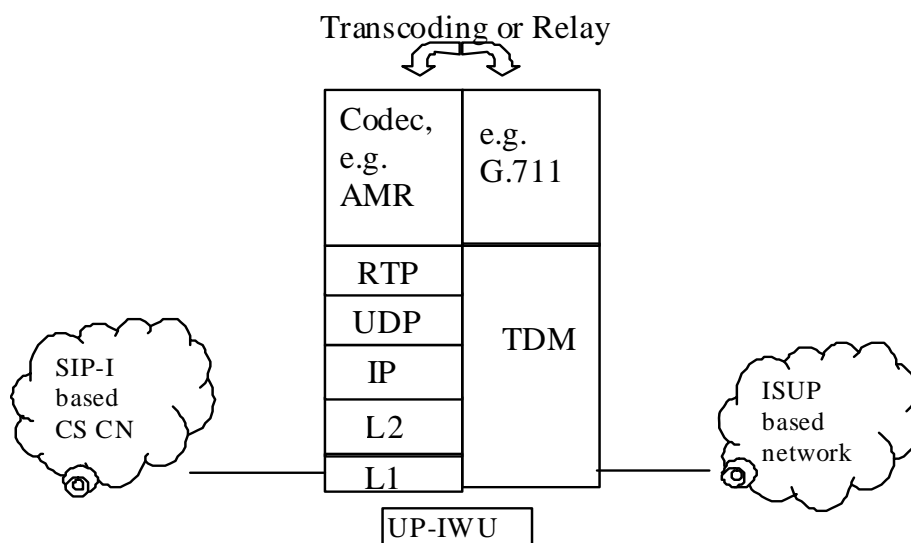 Transcoding or Relay
Codec,
e.g.
AMR
e.g.
G.711
RTP
UDP
IP
L2
L1
TDM
SIP-I
based
CS CN
ISUP
based
network
UP-IWU